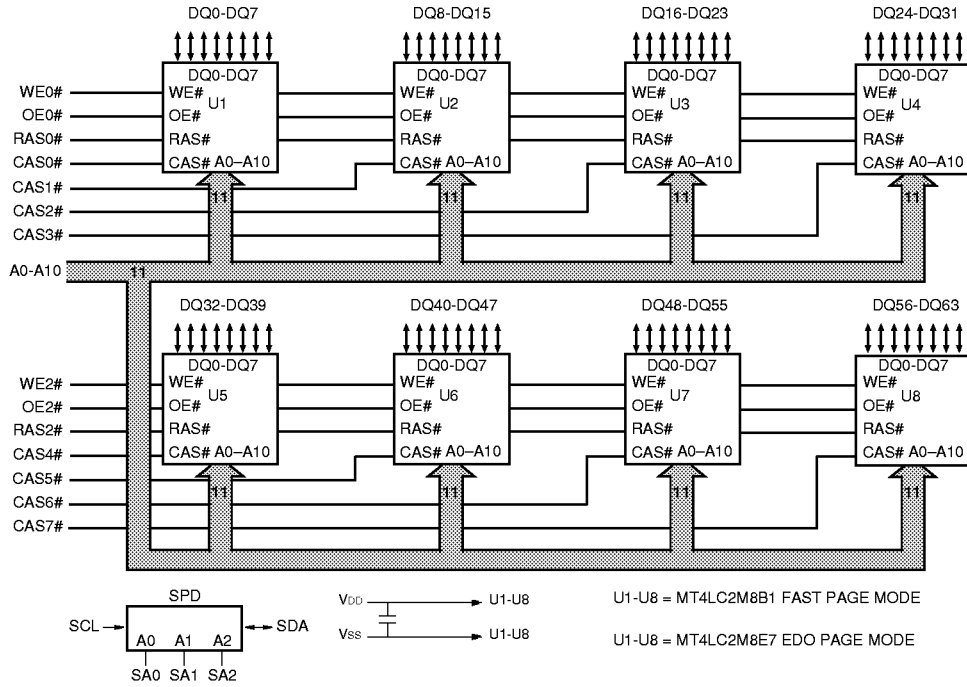 DQ0-DQ7 DQ8-DQ15 DQ16-DQ23 DQ24-DQ31
DQ0-DQ7 DQ0-DQ7 DQ0-DQ7 DQ0-DQ7
WE0# WE# U1 WE# U2 WE# U3 WE# U4
OE0# OE# OE# OE# OE#
RAS0# RAS# RAS# RAS# RAS#
CAS0# CAS# A0–A10 CAS# A0–A10 CAS# A0–A10 CAS# A0–A10
CAS1# 11 11 11 11
CAS2#
CAS3#
A0-A10 11
DQ32-DQ39 DQ40-DQ47 DQ48-DQ55 DQ56-DQ63
DQ0-DQ7 DQ0-DQ7 DQ0-DQ7 DQ0-DQ7
WE2# WE# U5 WE# U6 WE# U7 WE# U8
OE2# OE# OE# OE# OE#
RAS2# RAS# RAS# RAS# RAS#
CAS4# CAS# A0–A10 CAS# A0–A10 CAS# A0–A10 CAS# A0–A10
CAS5# 11 11 11 11
CAS6#
CAS7#
SPD
SCL A0 A1 A2 SDA
SA0 SA1 SA2
VDD U1-U8
VSS U1-U8
U1-U8 = MT4LC2M8B1 FAST PAGE MODE
U1-U8 = MT4LC2M8E7 EDO PAGE MODE